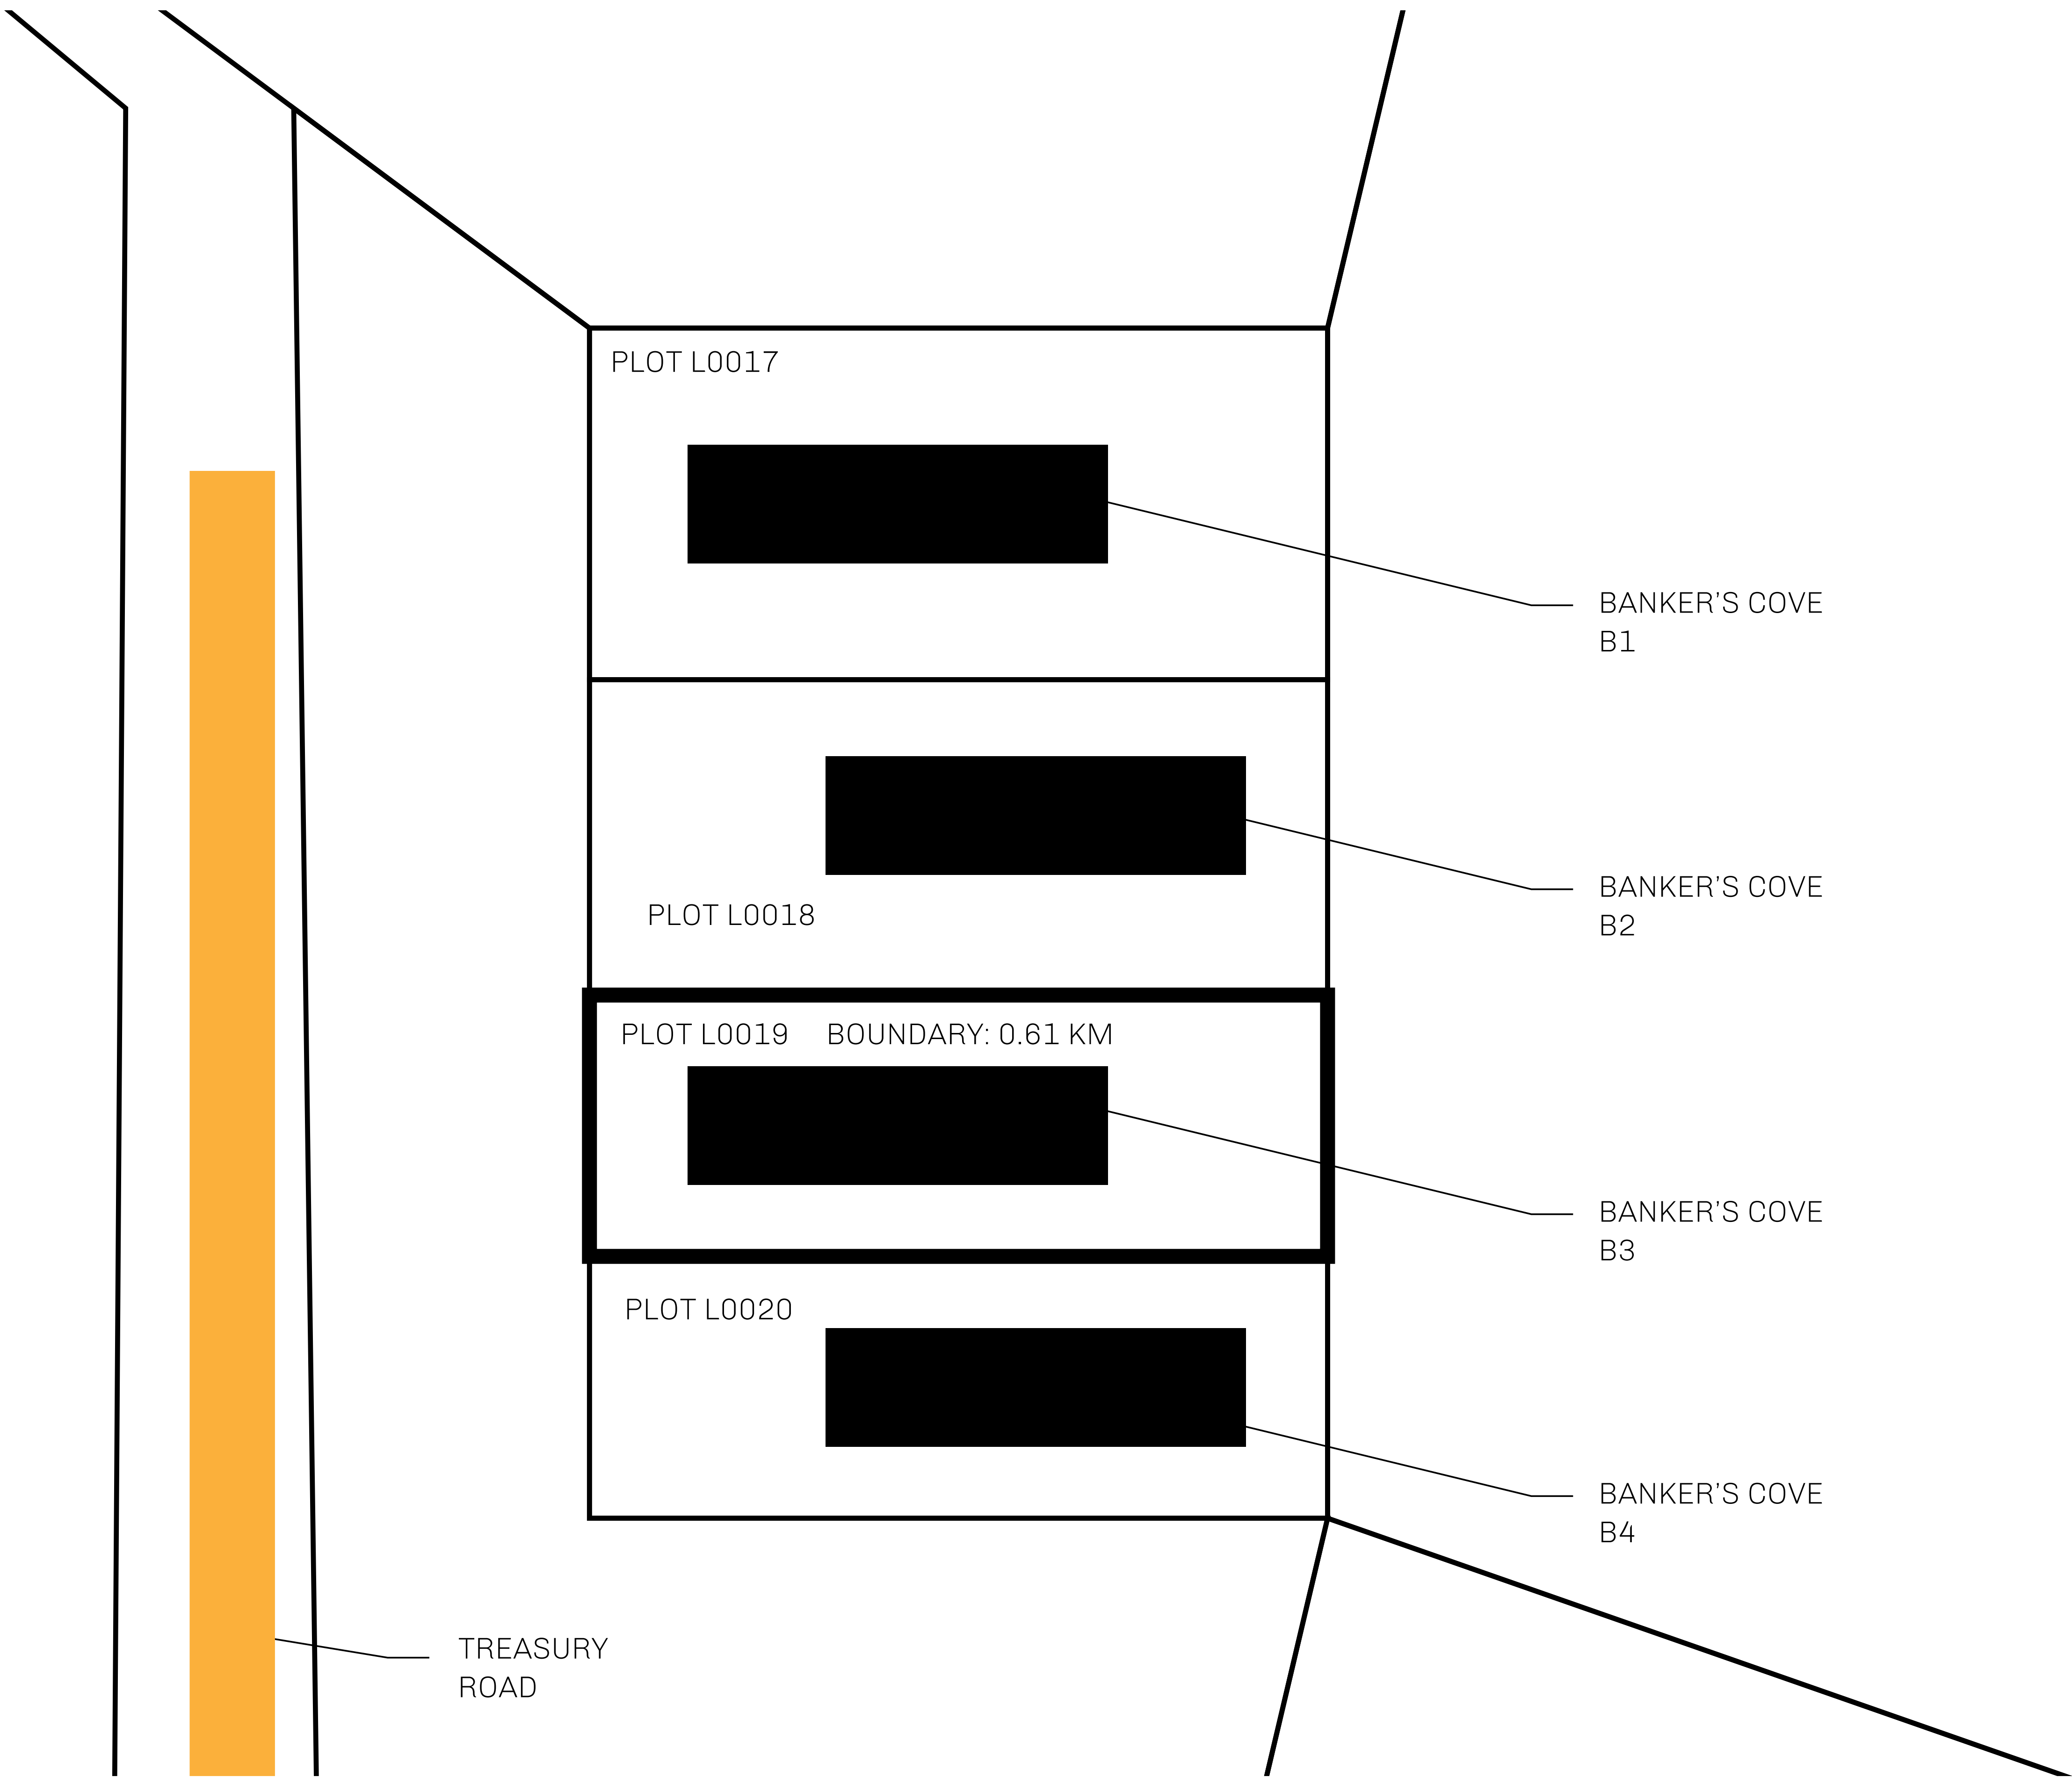 PLOT L0017
BANKER’S COVE
B1
BANKER’S COVE
B2
PLOT L0018
PLOT L0019 BOUNDARY: 0.61 KM
BANKER’S COVE
B3
PLOT L0020
BANKER’S COVE
B4
TREASURY
ROAD